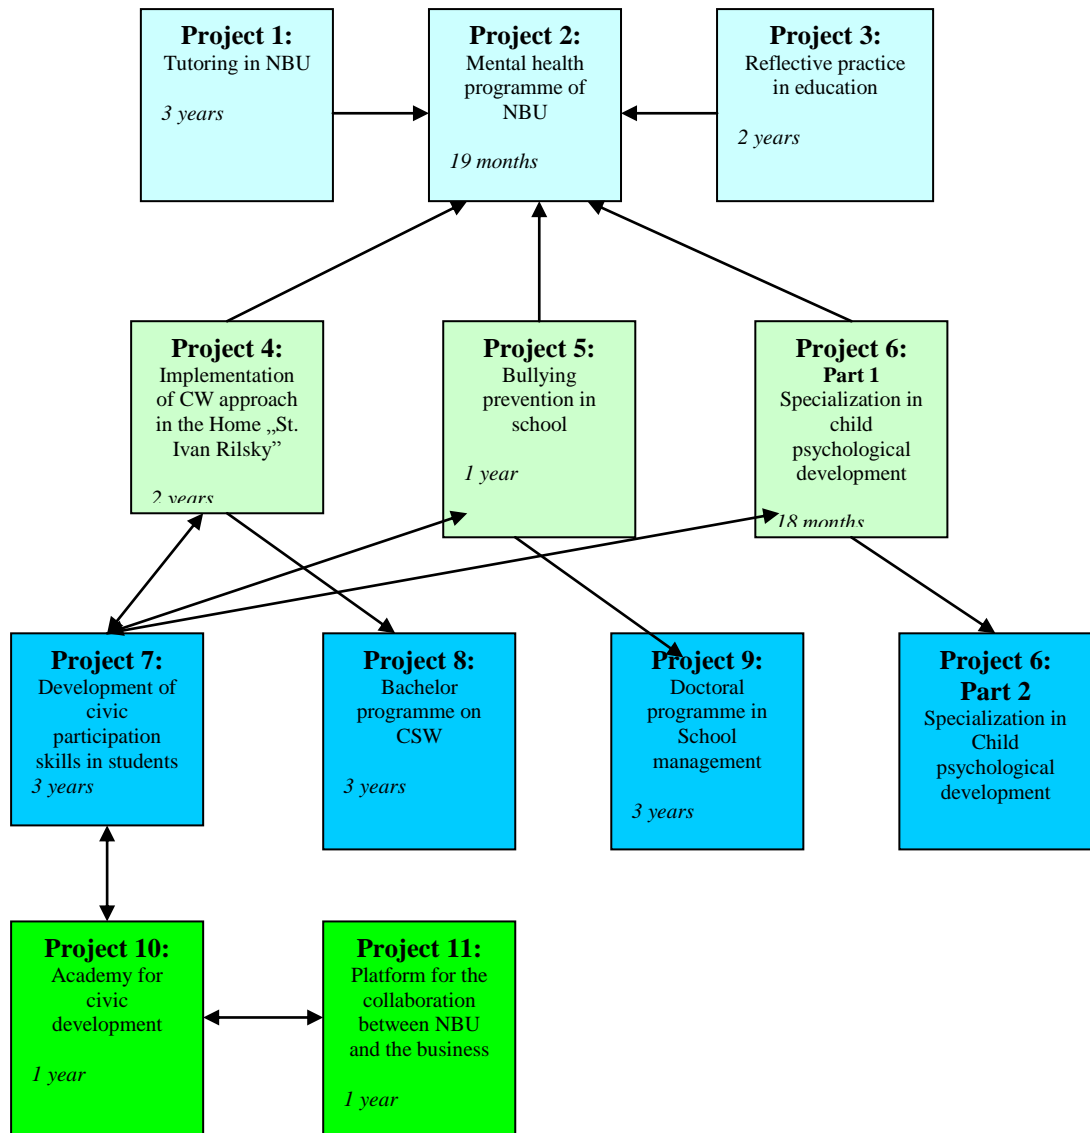 Project 1:
Tutoring in NBU
3 years
Project 2:
Mental health
programme of
NBU
19 months
Project 3:
Reflective practice
in education
2 years
Project 4:
Implementation
of CW approach
in the Home „St.
Ivan Rilsky”
2 years
Project 5:
Bullying
prevention in
school
1 year
Project 6:
Part 1
Specialization in
child
psychological
development
18 months
Project 7:
Development of
civic
participation
skills in students
3 years
Project 8:
Bachelor
programme on
CSW
3 years
Project 9:
Doctoral
programme in
School
management
3 years
Project 6:
Part 2
Specialization in
Child
psychological
development
Project 10:
Academy for
civic
development
1 year
Project 11:
Platform for the
collaboration
between NBU
and the business
1 year